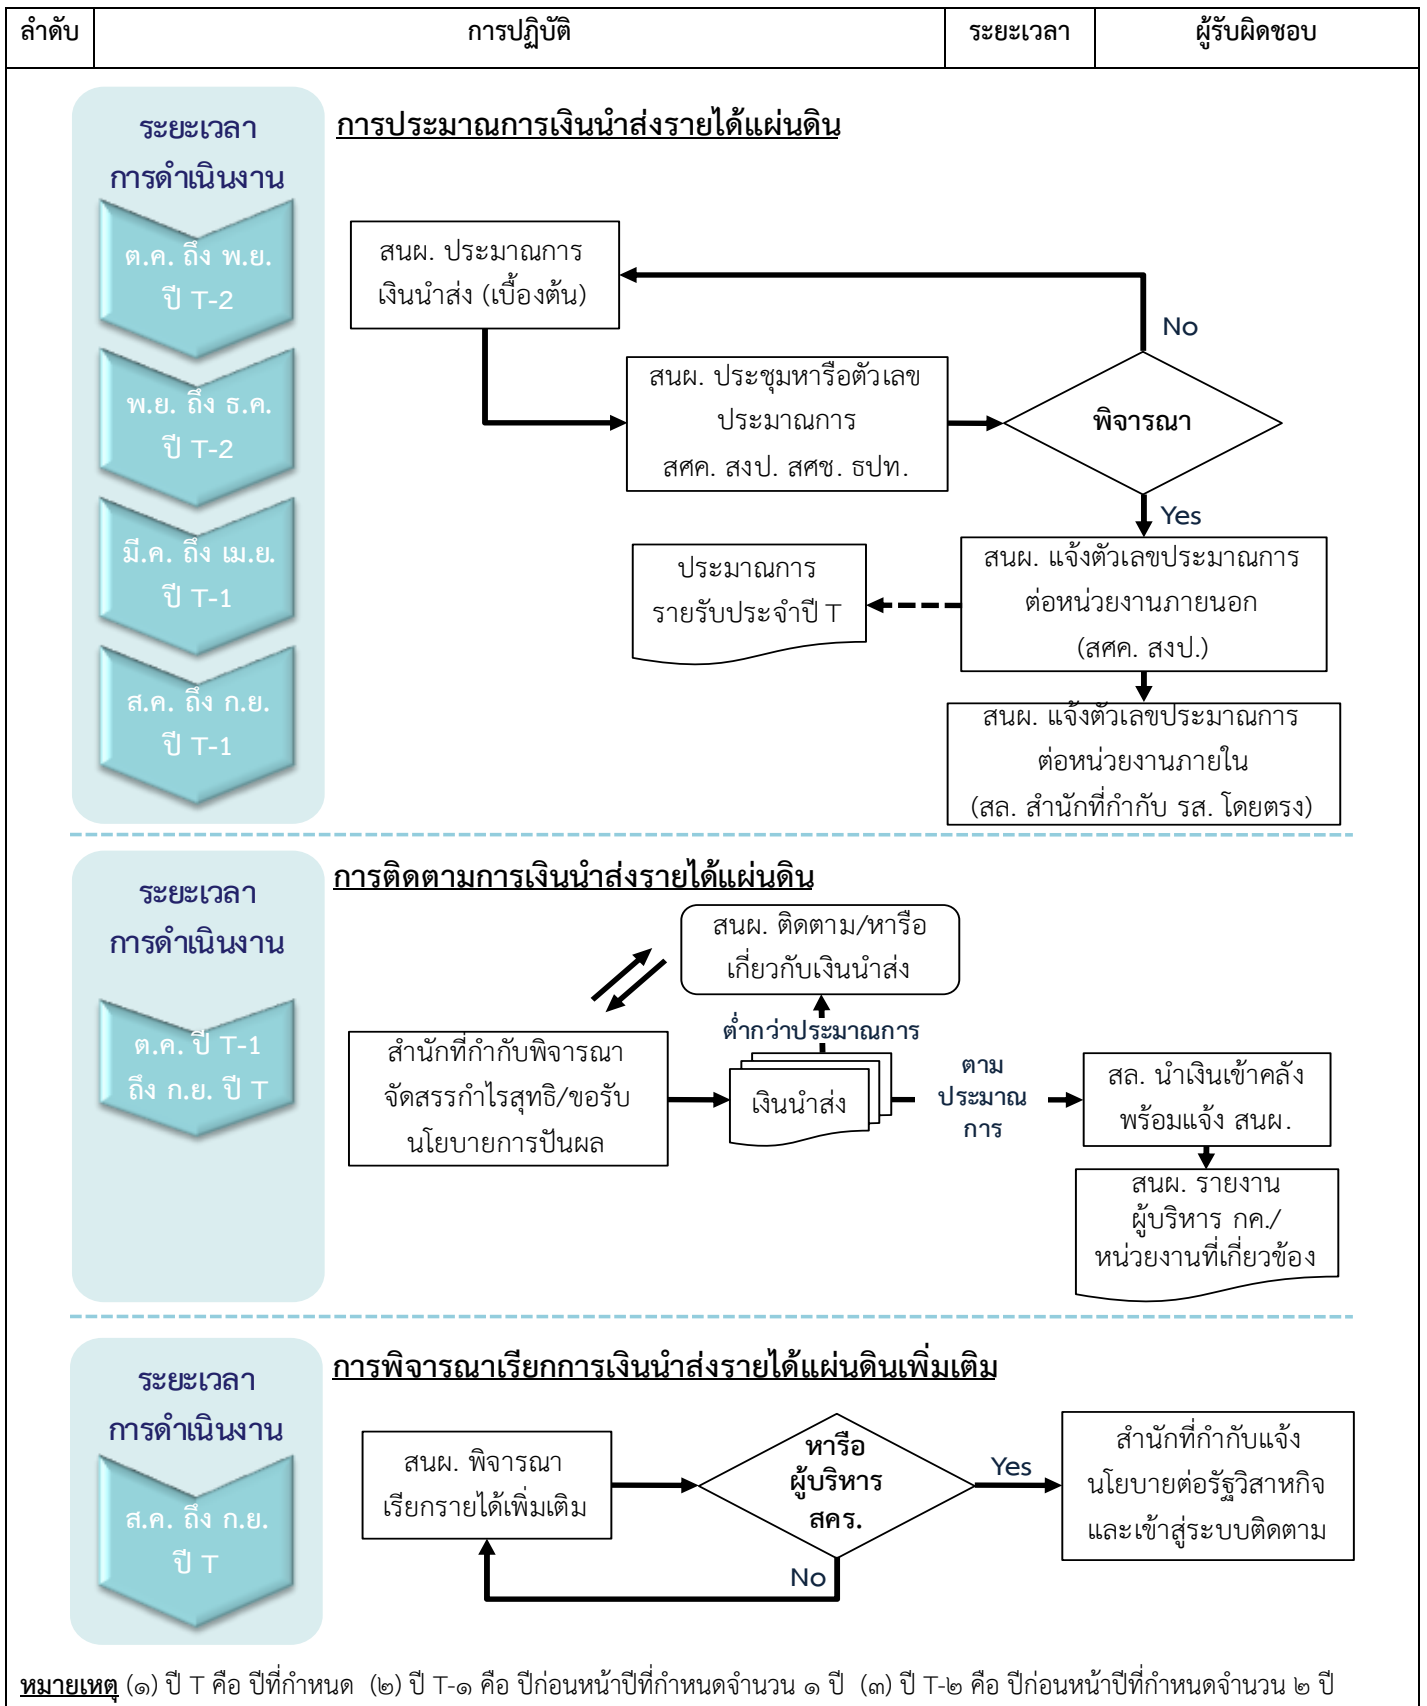 ลำดับ การปฏิบัติ ระยะเวลา ผู้รับผิดชอบ
ระยะเวลา
การดำเนินงาน
ต.ค. ถึง พ.ย.
ปี T-2
พ.ย. ถึง ธ.ค.
ปี T-2
มี.ค. ถึง เม.ย.
ปี T-1
ส.ค. ถึง ก.ย.
ปี T-1
การประมาณการเงินนำส่งรายได้แผ่นดิน
สนผ. ประมาณการ
เงินนำส่ง (เบื้องต้น)
No
สนผ. ประชุมหารือตัวเลข
ประมาณการ
สศค. สงป. สศช. ธปท.
พิจารณา
Yes
ประมาณการ
รายรับประจำปี T
สนผ. แจ้งตัวเลขประมาณการ
ต่อหน่วยงานภายนอก
(สศค. สงป.)
สนผ. แจ้งตัวเลขประมาณการ
ต่อหน่วยงานภายใน
(สล. สำนักที่กำกับ รส. โดยตรง)
ระยะเวลา
การดำเนินงาน
ต.ค. ปี T-1
ถึง ก.ย. ปี T
การติดตามการเงินนำส่งรายได้แผ่นดิน
สนผ. ติดตาม/หารือ
เกี่ยวกับเงินนำส่ง
ต่ำกว่าประมาณการ
สำนักที่กำกับพิจารณา
จัดสรรกำไรสุทธิ/ขอรับ
นโยบายการปันผล
เงินนำส่ง
ตาม
ประมาณ
การ
สล. นำเงินเข้าคลัง
พร้อมแจ้ง สนผ.
สนผ. รายงาน
ผู้บริหาร กค./
หน่วยงานที่เกี่ยวข้อง
ระยะเวลา
การดำเนินงาน
ส.ค. ถึง ก.ย.
ปี T
การพิจารณาเรียกการเงินนำส่งรายได้แผ่นดินเพิ่มเติม
สนผ. พิจารณา
เรียกรายได้เพิ่มเติม
หารือ
ผู้บริหาร
สคร.
Yes
No
สำนักที่กำกับแจ้ง
นโยบายต่อรัฐวิสาหกิจ
และเข้าสู่ระบบติดตาม
หมายเหตุ (๑) ปี T คือ ปีที่กำหนด (๒) ปี T-๑ คือ ปีก่อนหน้าปีที่กำหนดจำนวน ๑ ปี (๓) ปี T-๒ คือ ปีก่อนหน้าปีที่กำหนดจำนวน ๒ ปี